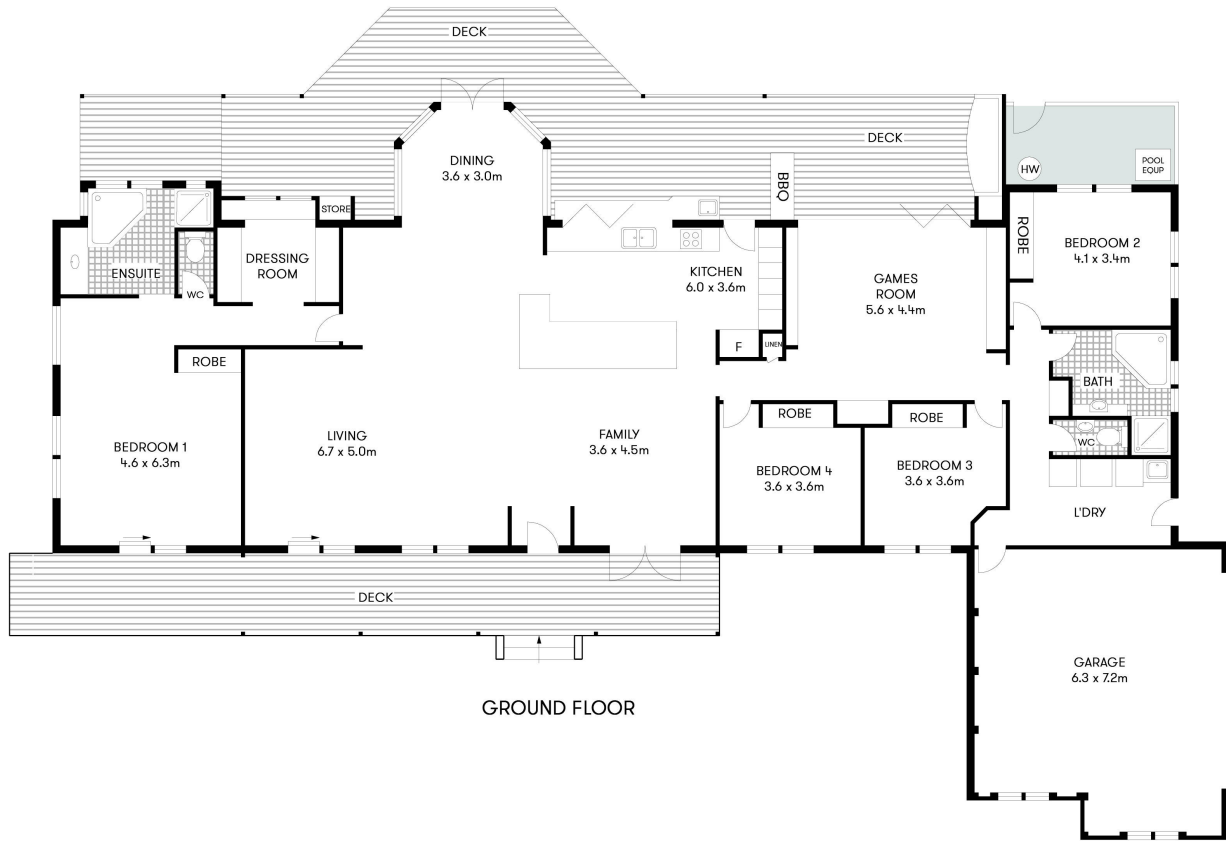 DECK
DECK
DINING
3.6 x 3.0m
HW
POOL
EQUP
BBQ
STORE
ROBE
BEDROOM 2
4.1 x 3.4m
ENSUITE
WC
DRESSING
ROOM
KITCHEN
6.0 x 3.6m
GAMES
ROOM
5.6 x 4.4m
F
LINEN
ROBE
BATH
ROBE
ROBE
BEDROOM 1
4.6 x 6.3m
LIVING
6.7 x 5.0m
FAMILY
3.6 x 4.5m
WC
BEDROOM 4
3.6 x 3.6m
BEDROOM 3
3.6 x 3.6m
L'DRY
DECK
GARAGE
6.3 x 7.2m
GROUND FLOOR